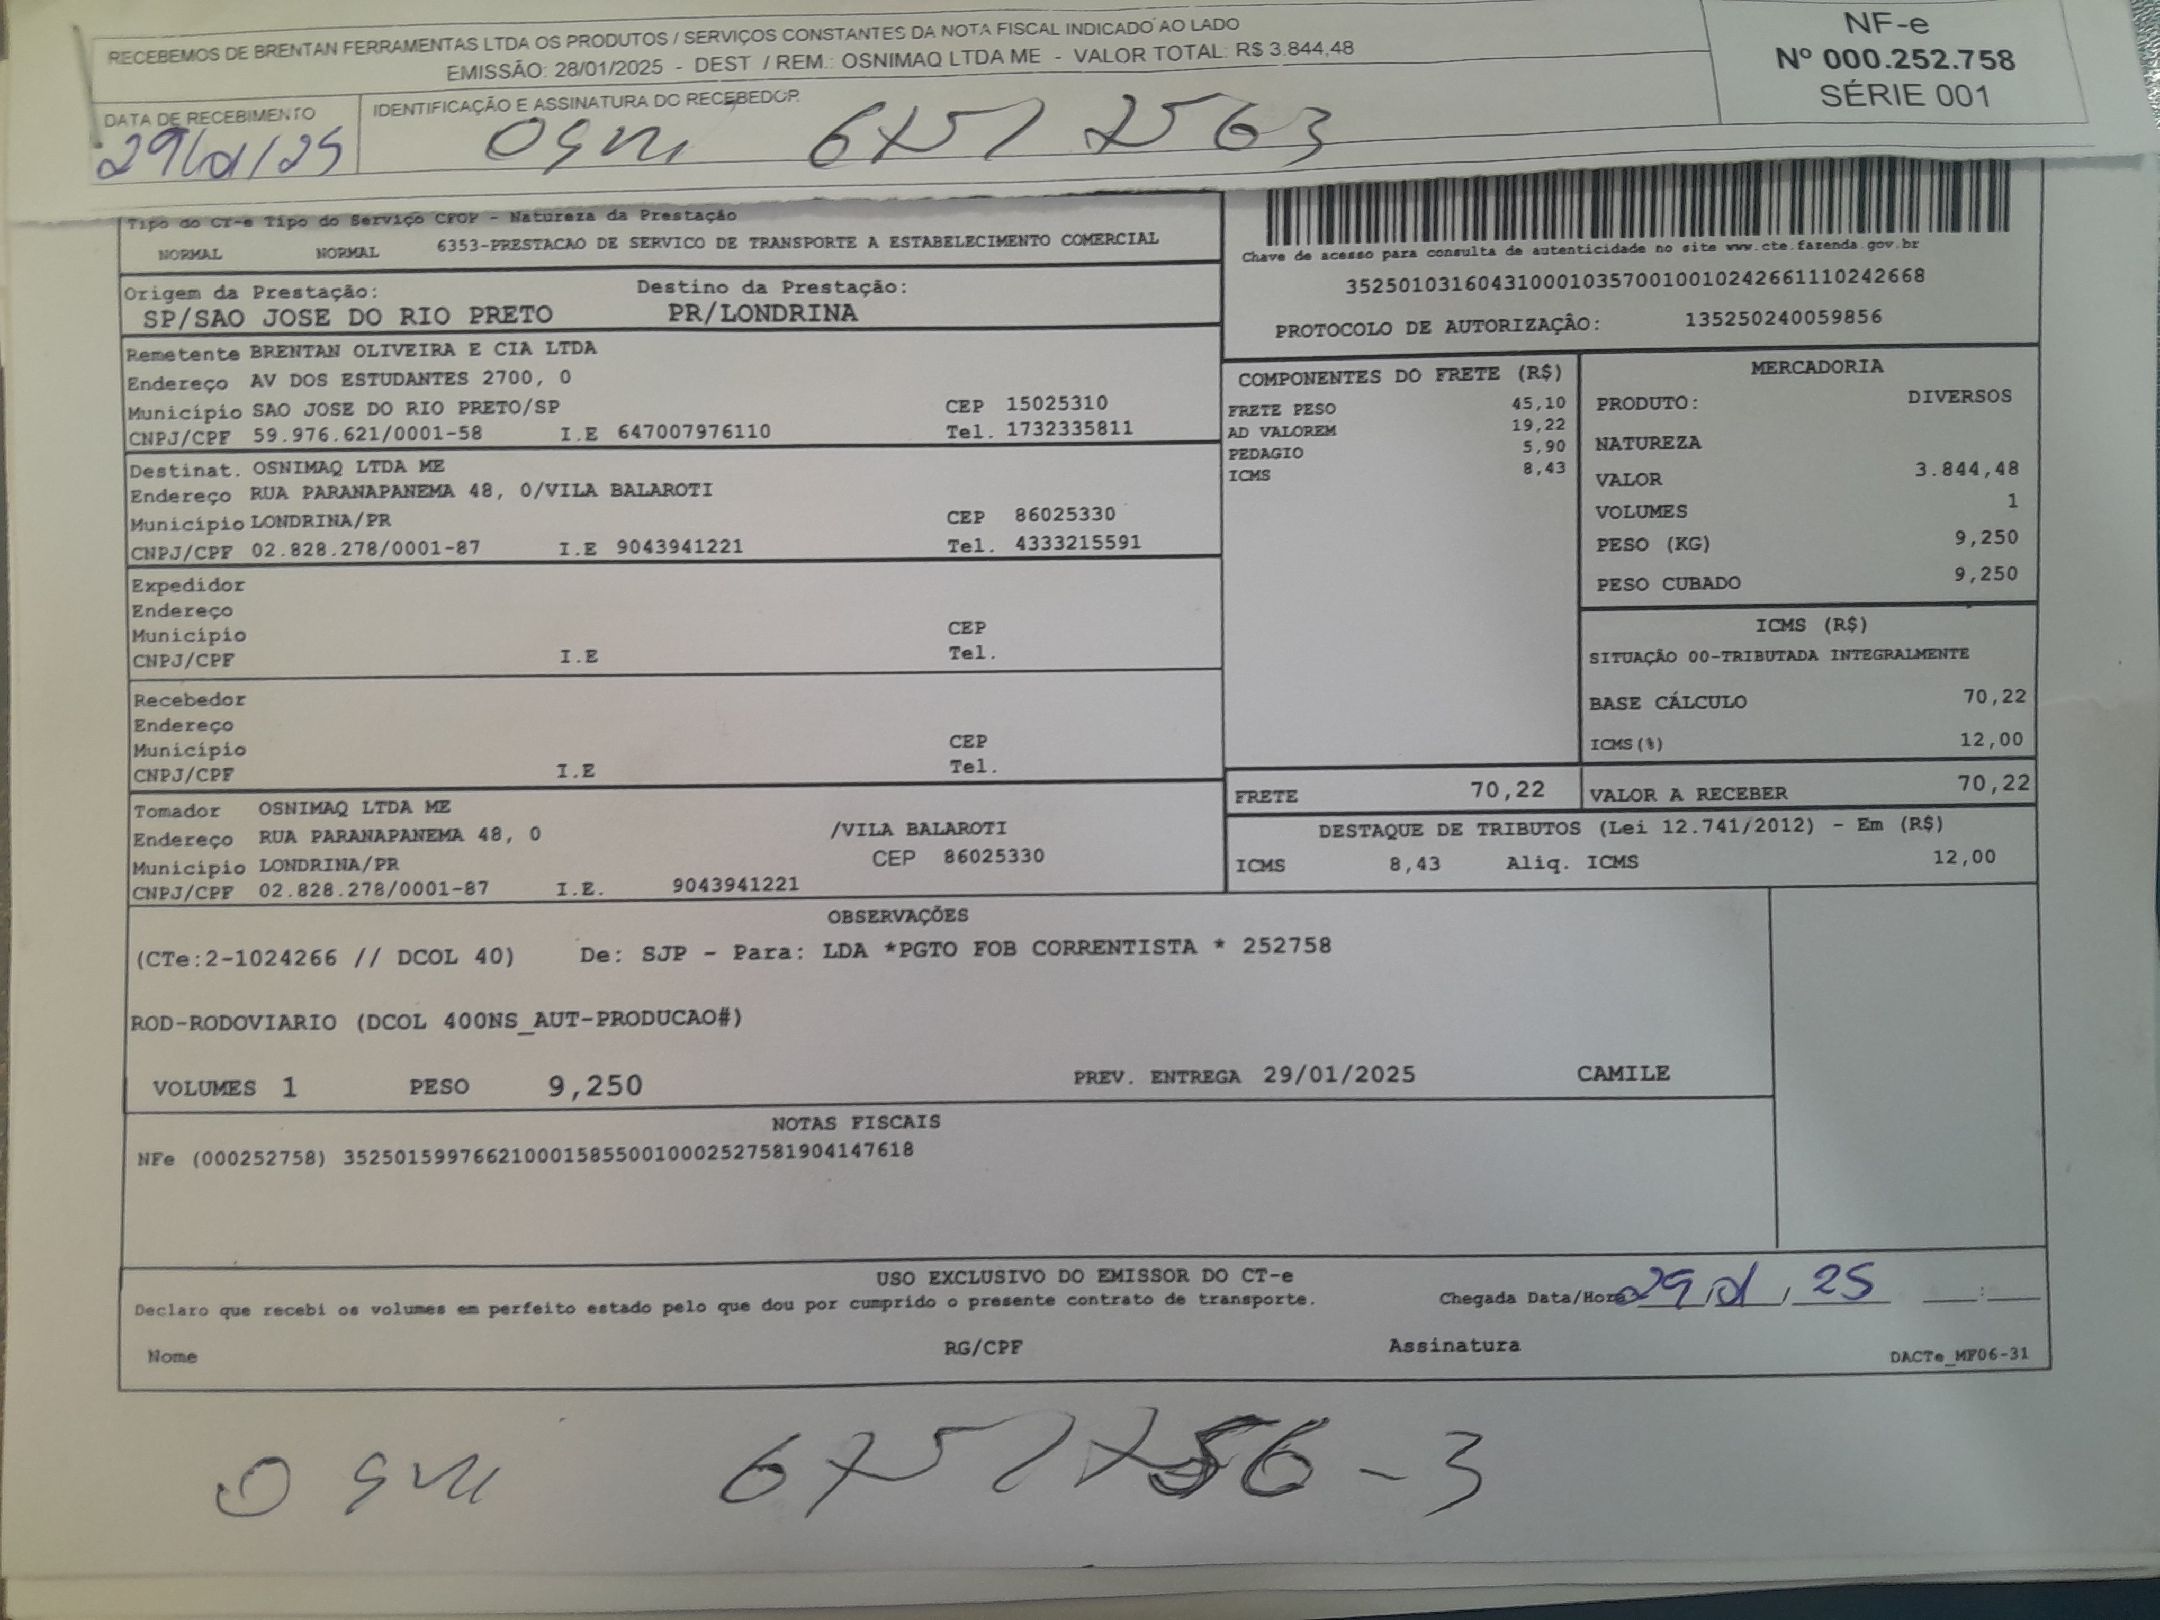 RECEBEMOS DE BRENTAN FERRAMENTAS LTDA OS PRODUTOS / SERVIÇOS CONSTANTES DA NOTA FISCAL INDICADO AO LADO
EMISSÃO: 28/01/2025 - DEST / REM.: OSNIMAQ LTDA ME - VALOR TOTAL: R$ 3.844,48
NF-e
Nº 000.252.758
SÉRIE 001
DATA DE RECEBIMENTO
IDENTIFICAÇÃO E ASSINATURA DO RECEBEDOR
Tipo do CT-e Tipo do Serviço CFOP - Natureza da Prestação
NORMAL NORMAL 6353-PRESTACAO DE SERVICO DE TRANSPORTE A ESTABELECIMENTO COMERCIAL
Chave de acesso para consulta de autenticidade no site www.cte.fazenda.gov.br
35250103160431000103570010010242661110242668
PROTOCOLO DE AUTORIZAÇÃO: 135250240059856
Origem da Prestação: Destino da Prestação:
SP/SAO JOSE DO RIO PRETO PR/LONDRINA
Remetente BRENTAN OLIVEIRA E CIA LTDA
Endereço AV DOS ESTUDANTES 2700, 0
Município SAO JOSE DO RIO PRETO/SP CEP 15025310
CNPJ/CPF 59.976.621/0001-58 I.E 647007976110 Tel. 1732335811
Destinat. OSNIMAQ LTDA ME
Endereço RUA PARANAPANEMA 48, 0/VILA BALAROTI
Município LONDRINA/PR CEP 86025330
CNPJ/CPF 02.828.278/0001-87 I.E 9043941221 Tel. 4333215591
Expedidor
Endereço
Município CEP
CNPJ/CPF I.E Tel.
Recebedor
Endereço
Município CEP
CNPJ/CPF I.E Tel.
Tomador OSNIMAQ LTDA ME
Endereço RUA PARANAPANEMA 48, 0 /VILA BALAROTI
Município LONDRINA/PR CEP 86025330
CNPJ/CPF 02.828.278/0001-87 I.E. 9043941221
COMPONENTES DO FRETE (R$)
FRETE PESO 45,10
AD VALOREM 19,22
PEDAGIO 5,90
ICMS 8,43
MERCADORIA
PRODUTO: DIVERSOS
NATUREZA
VALOR 3.844,48
VOLUMES 1
PESO (KG) 9,250
PESO CUBADO 9,250
ICMS (R$)
SITUAÇÃO 00-TRIBUTADA INTEGRALMENTE
BASE CÁLCULO 70,22
ICMS(%) 12,00
FRETE 70,22 VALOR A RECEBER 70,22
DESTAQUE DE TRIBUTOS (Lei 12.741/2012) - Em (R$)
ICMS 8,43 Aliq. ICMS 12,00
OBSERVAÇÕES
(CTe:2-1024266 // DCOL 40) De: SJP - Para: LDA *PGTO FOB CORRENTISTA * 252758
ROD-RODOVIARIO (DCOL 400NS_AUT-PRODUCAO#)
VOLUMES 1 PESO 9,250 PREV. ENTREGA 29/01/2025 CAMILE
NOTAS FISCAIS
NFe (000252758) 35250159976621000158550010002527581904147618
USO EXCLUSIVO DO EMISSOR DO CT-e
Declaro que recebi os volumes em perfeito estado pelo que dou por cumprido o presente contrato de transporte. Chegada Data/Hora
Nome RG/CPF Assinatura
DACTe_MF06-31